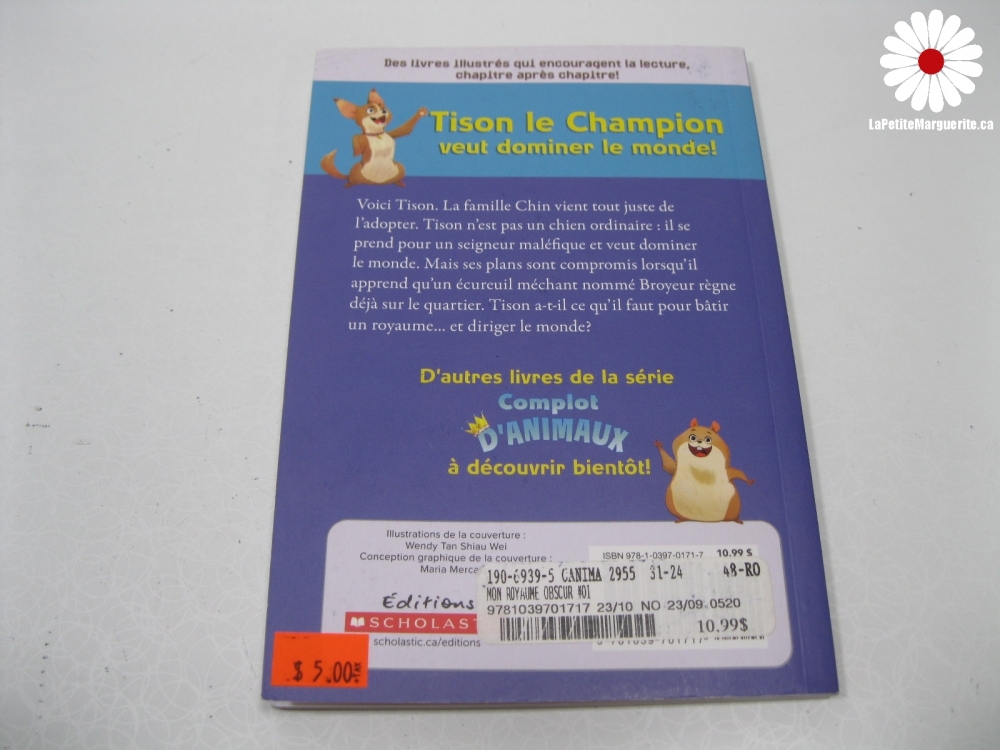 Des livres illustrés qui encouragent la lecture,
chapitre après chapitre!
LaPetiteMarguerite.ca
Tison le Champion
veut dominer le monde!
Voici Tison. La famille Chin vient tout juste de
l'adopter. Tison n'est pas un chien ordinaire : il se
prend pour un seigneur maléfique et veut dominer
le monde. Mais ses plans sont compromis lorsqu'il
apprend qu'un écureuil méchant nommé Broyeur règne
déjà sur le quartier. Tison a-t-il ce qu'il faut pour bâtir
un royaume... et diriger le monde?
D'autres livres de la série
Complot
D'ANIMAUX
à découvrir bientôt!
Illustrations de la couverture :
Wendy Tan Shiau Wei
Conception graphique de la couverture :
Maria
ISBN 978-1-0397-0171-7 10.99 $
190-6939-5 CANIMA 2955 31-24 48-RO
MON ROYAUME OBSCUR #01
9781039701717 23/10 NO 23/09 0520
10.99$
Éditions
SCHOLAST
scholastic.ca/editions
$ 5.00